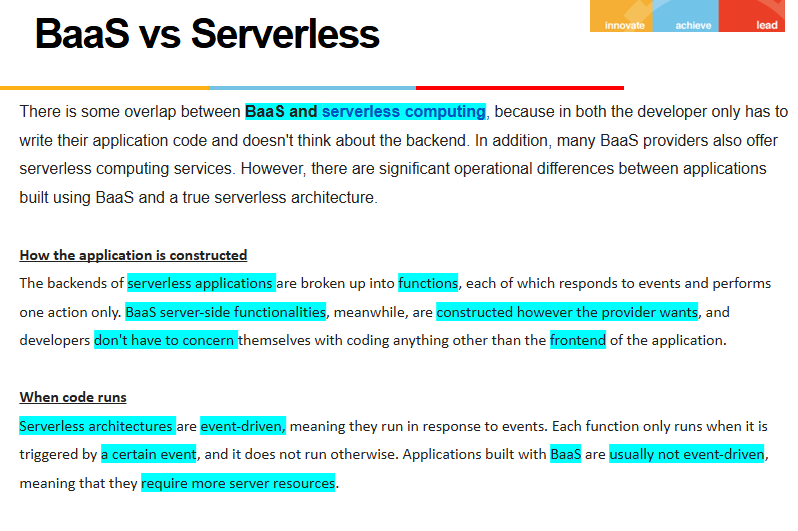 BaaS vs Serverless
innovate achieve lead
There is some overlap between BaaS and serverless computing, because in both the developer only has to
write their application code and doesn't think about the backend. In addition, many BaaS providers also offer
serverless computing services. However, there are significant operational differences between applications
built using BaaS and a true serverless architecture.
How the application is constructed
The backends of serverless applications are broken up into functions, each of which responds to events and performs
one action only. BaaS server-side functionalities, meanwhile, are constructed however the provider wants, and
developers don't have to concern themselves with coding anything other than the frontend of the application.
When code runs
Serverless architectures are event-driven, meaning they run in response to events. Each function only runs when it is
triggered by a certain event, and it does not run otherwise. Applications built with BaaS are usually not event-driven,
meaning that they require more server resources.